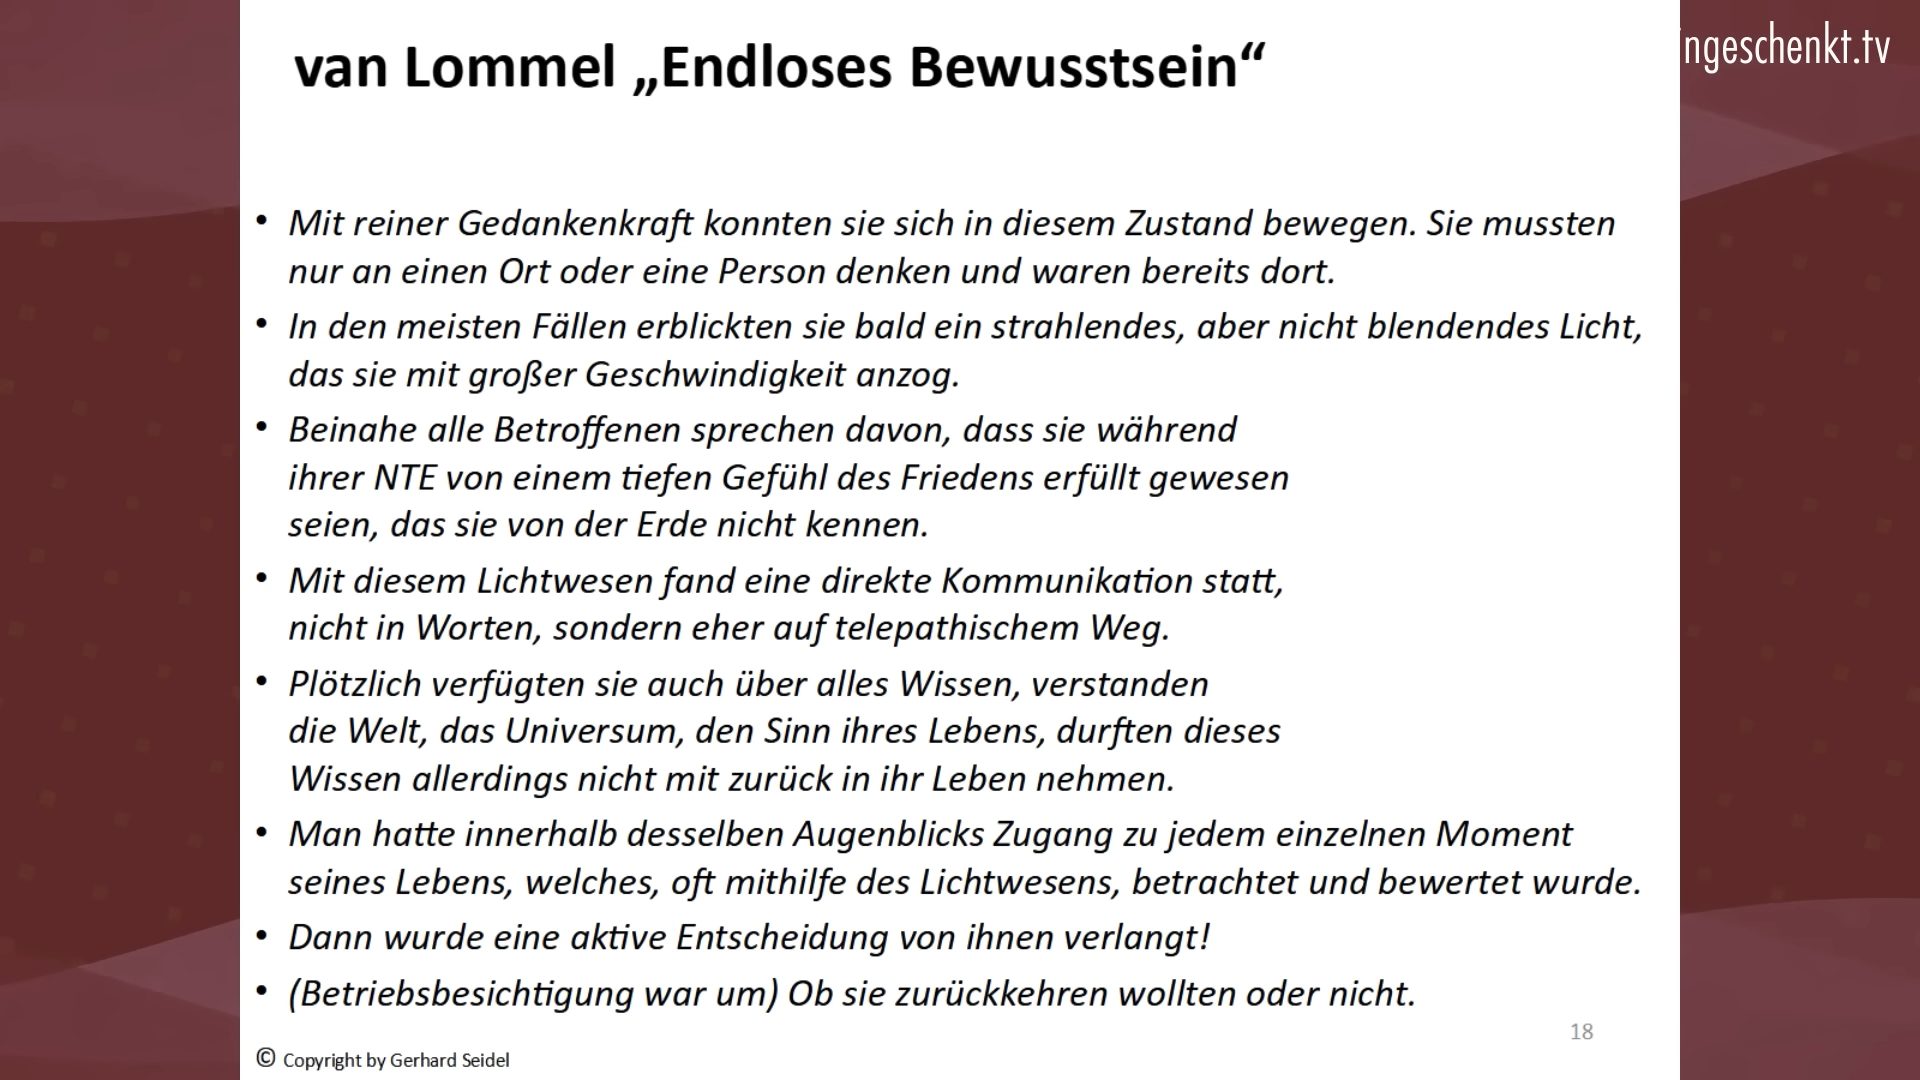 van Lommel „Endloses Bewusstsein“
ngeschenkt.tv
• Mit reiner Gedankenkraft konnten sie sich in diesem Zustand bewegen. Sie mussten
nur an einen Ort oder eine Person denken und waren bereits dort.
• In den meisten Fällen erblickten sie bald ein strahlendes, aber nicht blendendes Licht,
das sie mit großer Geschwindigkeit anzog.
• Beinahe alle Betroffenen sprechen davon, dass sie während
ihrer NTE von einem tiefen Gefühl des Friedens erfüllt gewesen
seien, das sie von der Erde nicht kennen.
• Mit diesem Lichtwesen fand eine direkte Kommunikation statt,
nicht in Worten, sondern eher auf telepathischem Weg.
• Plötzlich verfügten sie auch über alles Wissen, verstanden
die Welt, das Universum, den Sinn ihres Lebens, durften dieses
Wissen allerdings nicht mit zurück in ihr Leben nehmen.
• Man hatte innerhalb desselben Augenblicks Zugang zu jedem einzelnen Moment
seines Lebens, welches, oft mithilfe des Lichtwesens, betrachtet und bewertet wurde.
• Dann wurde eine aktive Entscheidung von ihnen verlangt!
• (Betriebsbesichtigung war um) Ob sie zurückkehren wollten oder nicht.
18
© Copyright by Gerhard Seidel